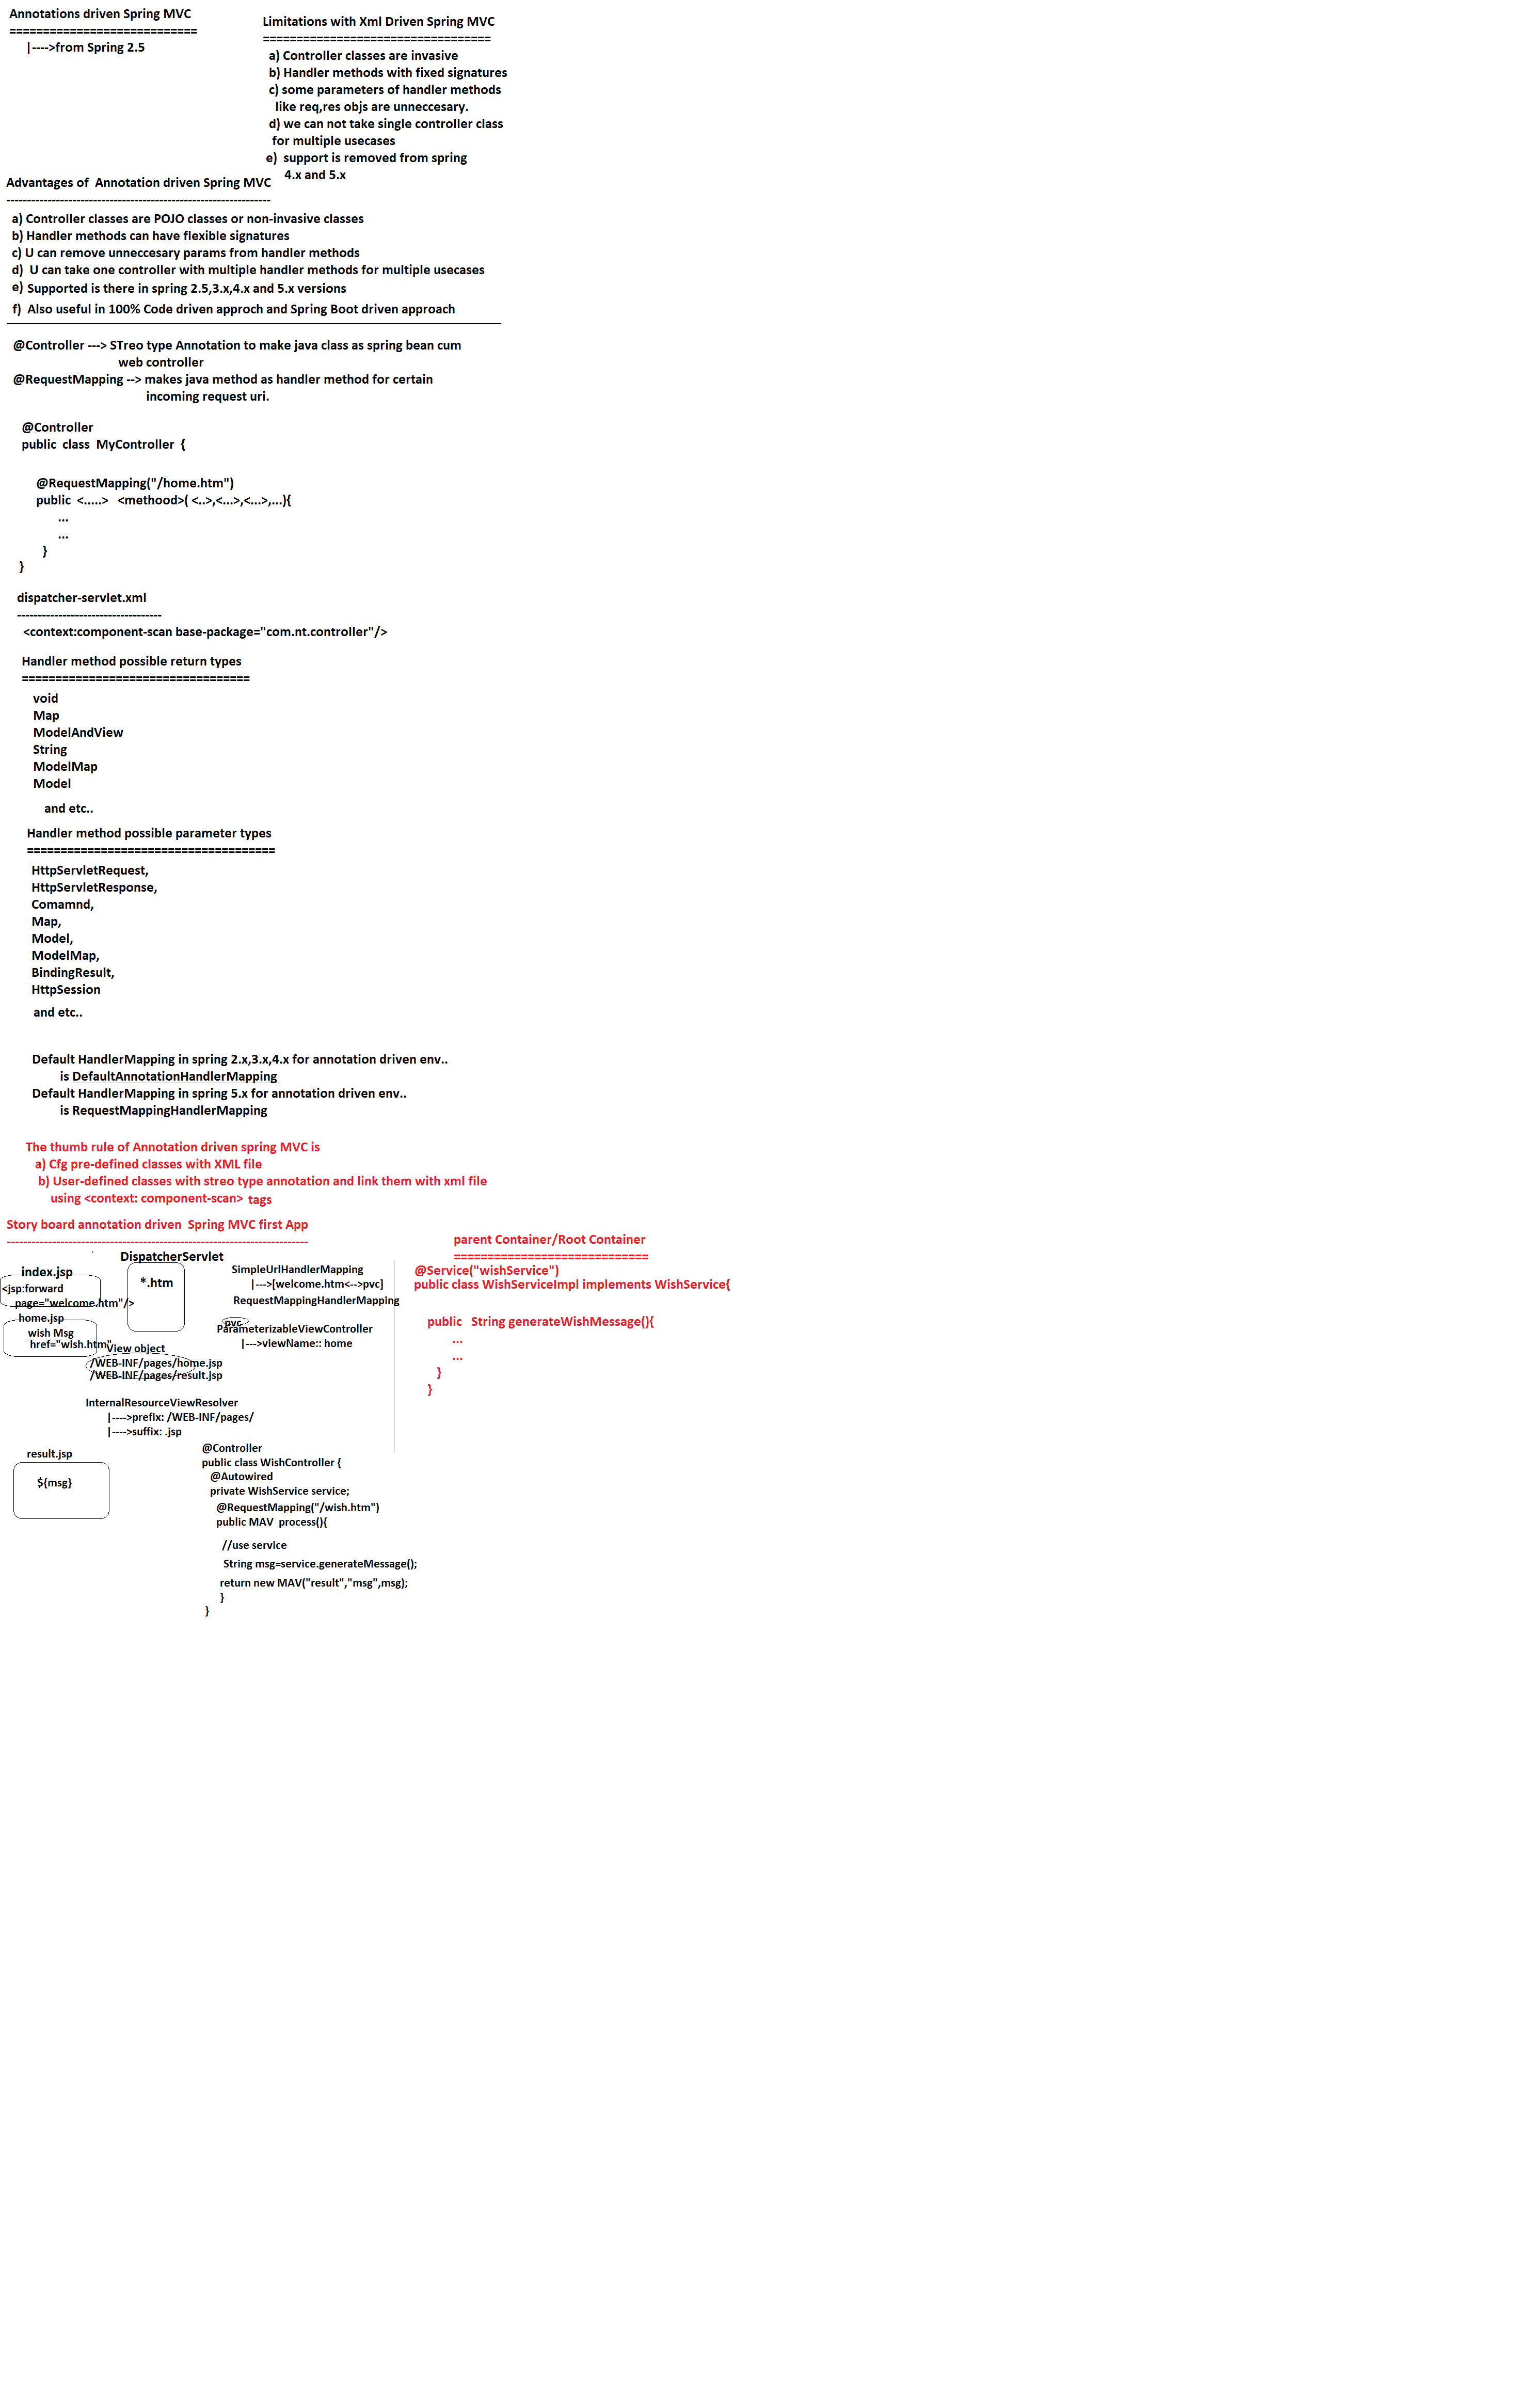 Annotations driven Spring MVC
============================
|---->from Spring 2.5
Limitations with Xml Driven Spring MVC
==================================
a) Controller classes are invasive
b) Handler methods with fixed signatures
c) some parameters of handler methods
like req,res objs are unneccesary.
d) we can not take single controller class
for multiple usecases
e) support is removed from spring
4.x and 5.x
Advantages of Annotation driven Spring MVC
----------------------------------------------------------------
a) Controller classes are POJO classes or non-invasive classes
b) Handler methods can have flexible signatures
c) U can remove unneccesary params from handler methods
d) U can take one controller with multiple handler methods for multiple usecases
e) Supported is there in spring 2.5,3.x,4.x and 5.x versions
f) Also useful in 100% Code driven approch and Spring Boot driven approach
@Controller ---> STreo type Annotation to make java class as spring bean cum
web controller
@RequestMapping --> makes java method as handler method for certain
incoming request uri.
@Controller
public class MyController {
@RequestMapping("/home.htm")
public <.....> <methood>( <..>,<...>,<...>,...){
...
...
}
}
dispatcher-servlet.xml
-----------------------------------
<context:component-scan base-package="com.nt.controller"/>
Handler method possible return types
==================================
void
Map
ModelAndView
String
ModelMap
Model
and etc..
Handler method possible parameter types
=====================================
HttpServletRequest,
HttpServletResponse,
Comamnd,
Map,
Model,
ModelMap,
BindingResult,
HttpSession
and etc..
Default HandlerMapping in spring 2.x,3.x,4.x for annotation driven env..
is DefaultAnnotationHandlerMapping
Default HandlerMapping in spring 5.x for annotation driven env..
is RequestMappingHandlerMapping
The thumb rule of Annotation driven spring MVC is
a) Cfg pre-defined classes with XML file
b) User-defined classes with streo type annotation and link them with xml file
using <context: component-scan> tags
Story board annotation driven Spring MVC first App
-------------------------------------------------------------------------
DispatcherServlet
*.htm
index.jsp
<jsp:forward
page="welcome.htm"/>
home.jsp
wish Msg
href="wish.htm"
View object
/WEB-INF/pages/home.jsp
/WEB-INF/pages/result.jsp
SimpleUrlHandlerMapping
|--->[welcome.htm<-->pvc]
RequestMappingHandlerMapping
pvc
ParameterizableViewController
|--->viewName:: home
InternalResourceViewResolver
|---->prefix: /WEB-INF/pages/
|---->suffix: .jsp
result.jsp
${msg}
@Controller
public class WishController {
@Autowired
private WishService service;
@RequestMapping("/wish.htm")
public MAV process(){
//use service
String msg=service.generateMessage();
return new MAV("result","msg",msg);
}
}
parent Container/Root Container
=============================
@Service("wishService")
public class WishServiceImpl implements WishService{
public String generateWishMessage(){
...
...
}
}